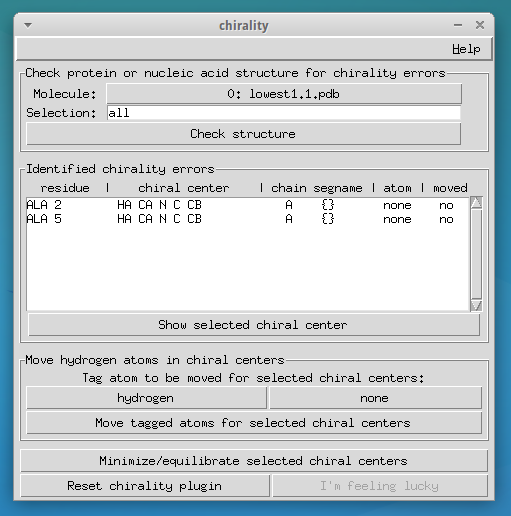 chirality
Help
Check protein or nucleic acid structure for chirality errors
Molecule: 0: lowest1.1.pdb
Selection: all
Check structure
Identified chirality errors
residue | chiral center | chain segname | atom | moved
ALA 2 HA CA N C CB A {} none no
ALA 5 HA CA N C CB A {} none no
Show selected chiral center
Move hydrogen atoms in chiral centers
Tag atom to be moved for selected chiral centers:
hydrogen none
Move tagged atoms for selected chiral centers
Minimize/equilibrate selected chiral centers
Reset chirality plugin I'm feeling lucky